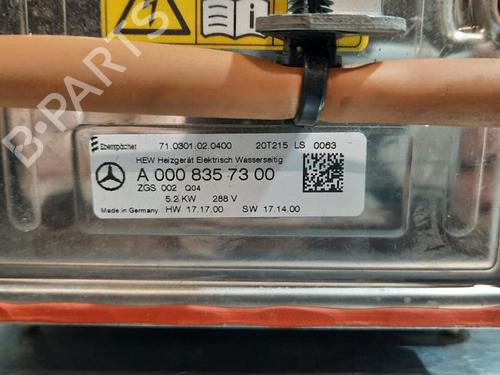 Eberspächer 71.0301.02.0400 20T215 LS 0063
HEW Heizgerät Elektrisch Wasserseitig
A 000 835 73 00
ZGS 002 Q04
5.2 KW 288 V
Made in Germany HW 17.17.00 SW 17.14.00
B-PARTS